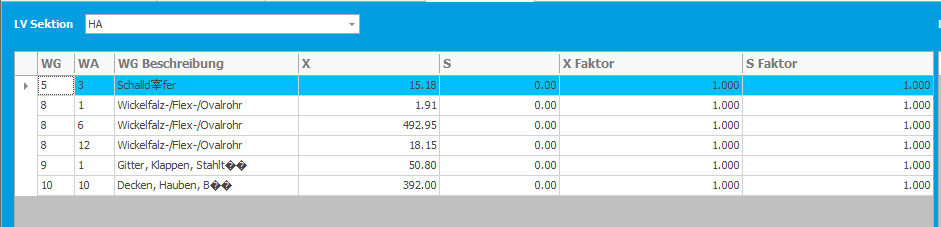 LV Sektion HA
WG WA WG Beschreibung X S X Faktor S Faktor
5 3 Schalld宰fer 15.18 0.00 1.000 1.000
8 1 Wickelfalz-/Flex-/Ovalrohr 1.91 0.00 1.000 1.000
8 6 Wickelfalz-/Flex-/Ovalrohr 492.95 0.00 1.000 1.000
8 12 Wickelfalz-/Flex-/Ovalrohr 18.15 0.00 1.000 1.000
9 1 Gitter, Klappen, Stahlt�� 50.80 0.00 1.000 1.000
10 10 Decken, Hauben, B�� 392.00 0.00 1.000 1.000